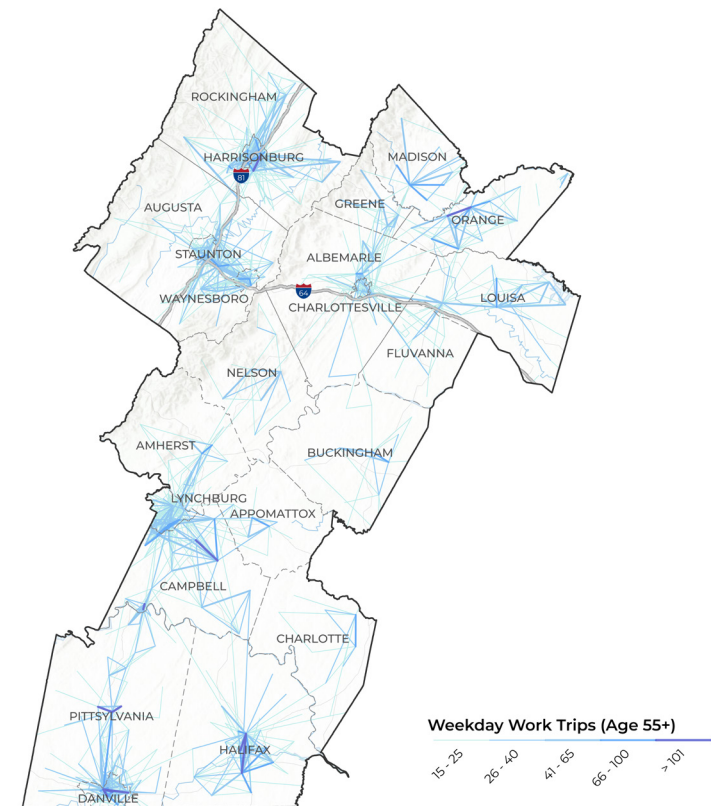 ROCKINGHAM
HARRISONBURG
81
MADISON
AUGUSTA
GREENE
ORANGE
STAUNTON
ALBEMARLE
WAYNESBORO
64
CHARLOTTESVILLE
LOUISA
FLUVANNA
NELSON
AMHERST
BUCKINGHAM
LYNCHBURG
APPOMATTOX
CAMPBELL
CHARLOTTE
PITTSYLVANIA
HALIFAX
DANVILLE
Weekday Work Trips (Age 55+)
15 - 25
26 - 40
41 - 65
66 - 100
> 101